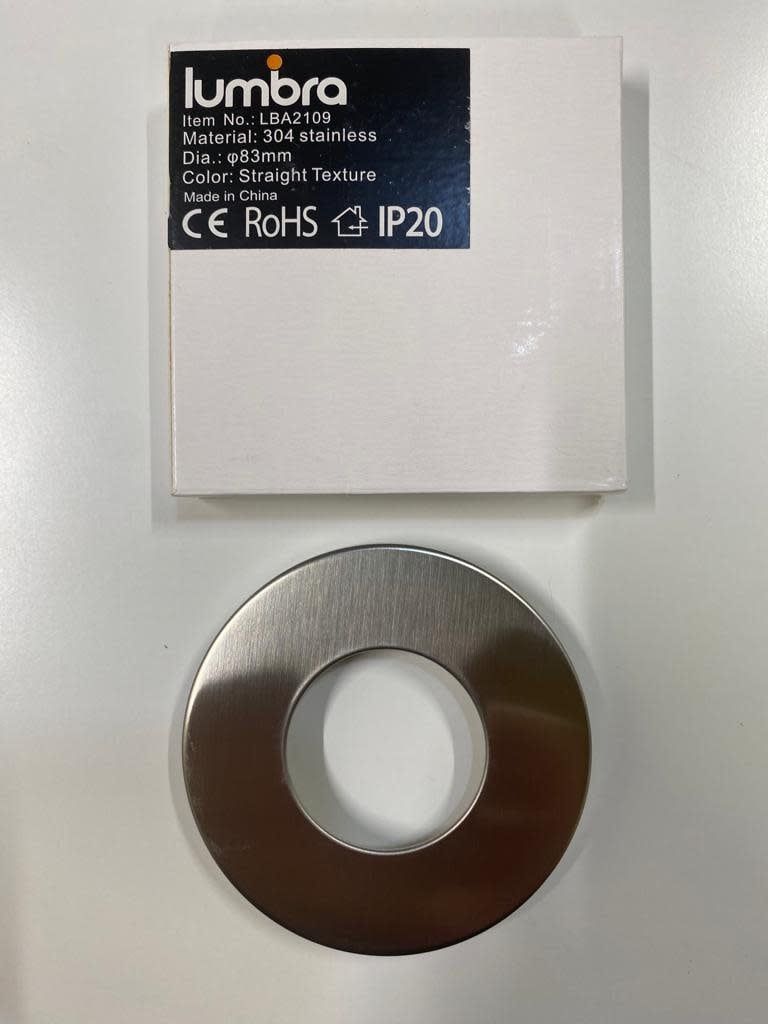 lumbra
Item No.: LBA2109
Material: 304 stainless
Dia.: φ83mm
Color: Straight Texture
Made in China
CE RoHS IP20